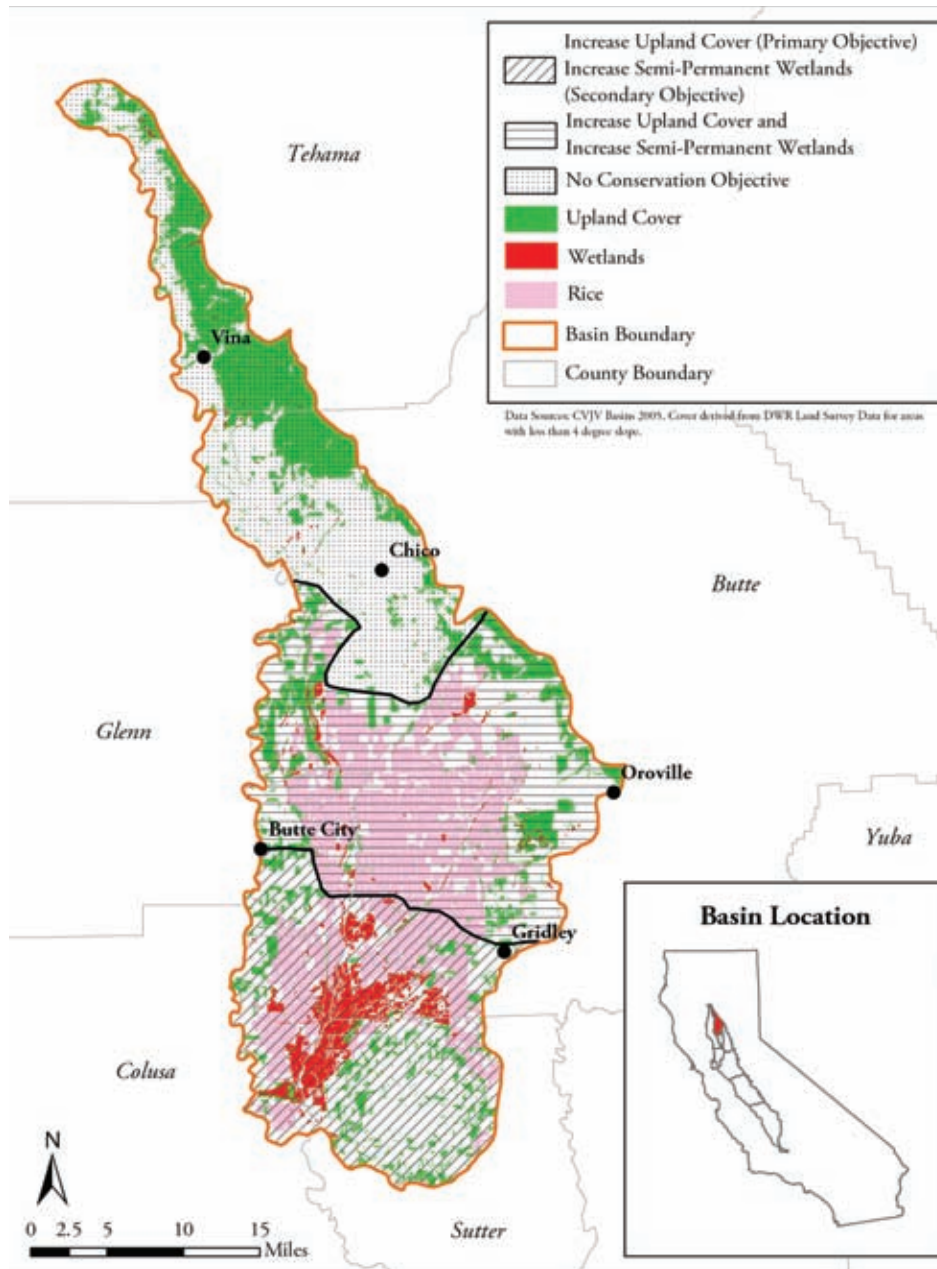 Increase Upland Cover (Primary Objective)
Increase Semi-Permanent Wetlands
(Secondary Objective)
Increase Upland Cover and
Increase Semi-Permanent Wetlands
No Conservation Objective
Upland Cover
Wetlands
Rice
Basin Boundary
County Boundary
Data Sources: CVJV Basins 2005, Cover derived from DWR Land Survey Data for areas
with less than 4 degree slope.
Tehama
Vina
Chico
Butte
Glenn
Oroville
Butte City
Yuba
Gridley
Basin Location
Colusa
N
0 2.5 5 10 15
Miles
Sutter